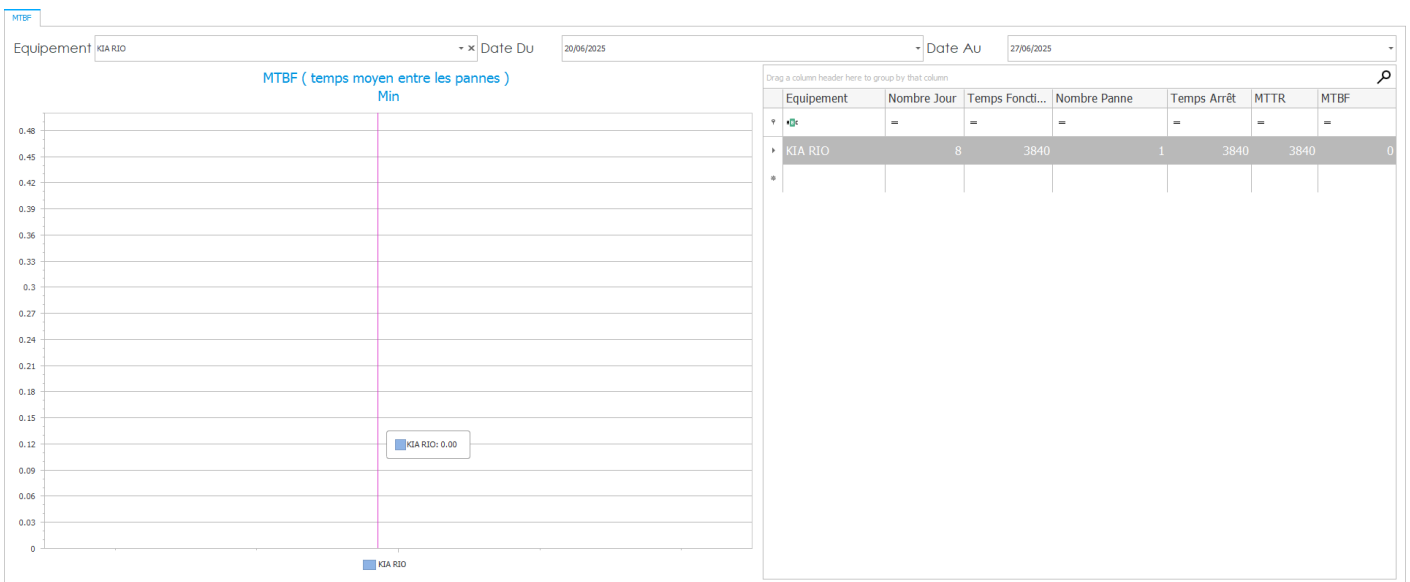 MTBF
Equipement KIA RIO Date Du 20/06/2025 Date Au 27/06/2025
MTBF ( temps moyen entre les pannes )
Min
0.48
0.45
0.42
0.39
0.36
0.33
0.3
0.27
0.24
0.21
0.18
0.15
0.12
0.09
0.06
0.03
0
KIA RIO: 0.00
KIA RIO
Drag a column header here to group by that column
Equipement Nombre Jour Temps Foncti... Nombre Panne Temps Arrêt MTTR MTBF
= = = = = =
KIA RIO 8 3840 1 3840 3840 0